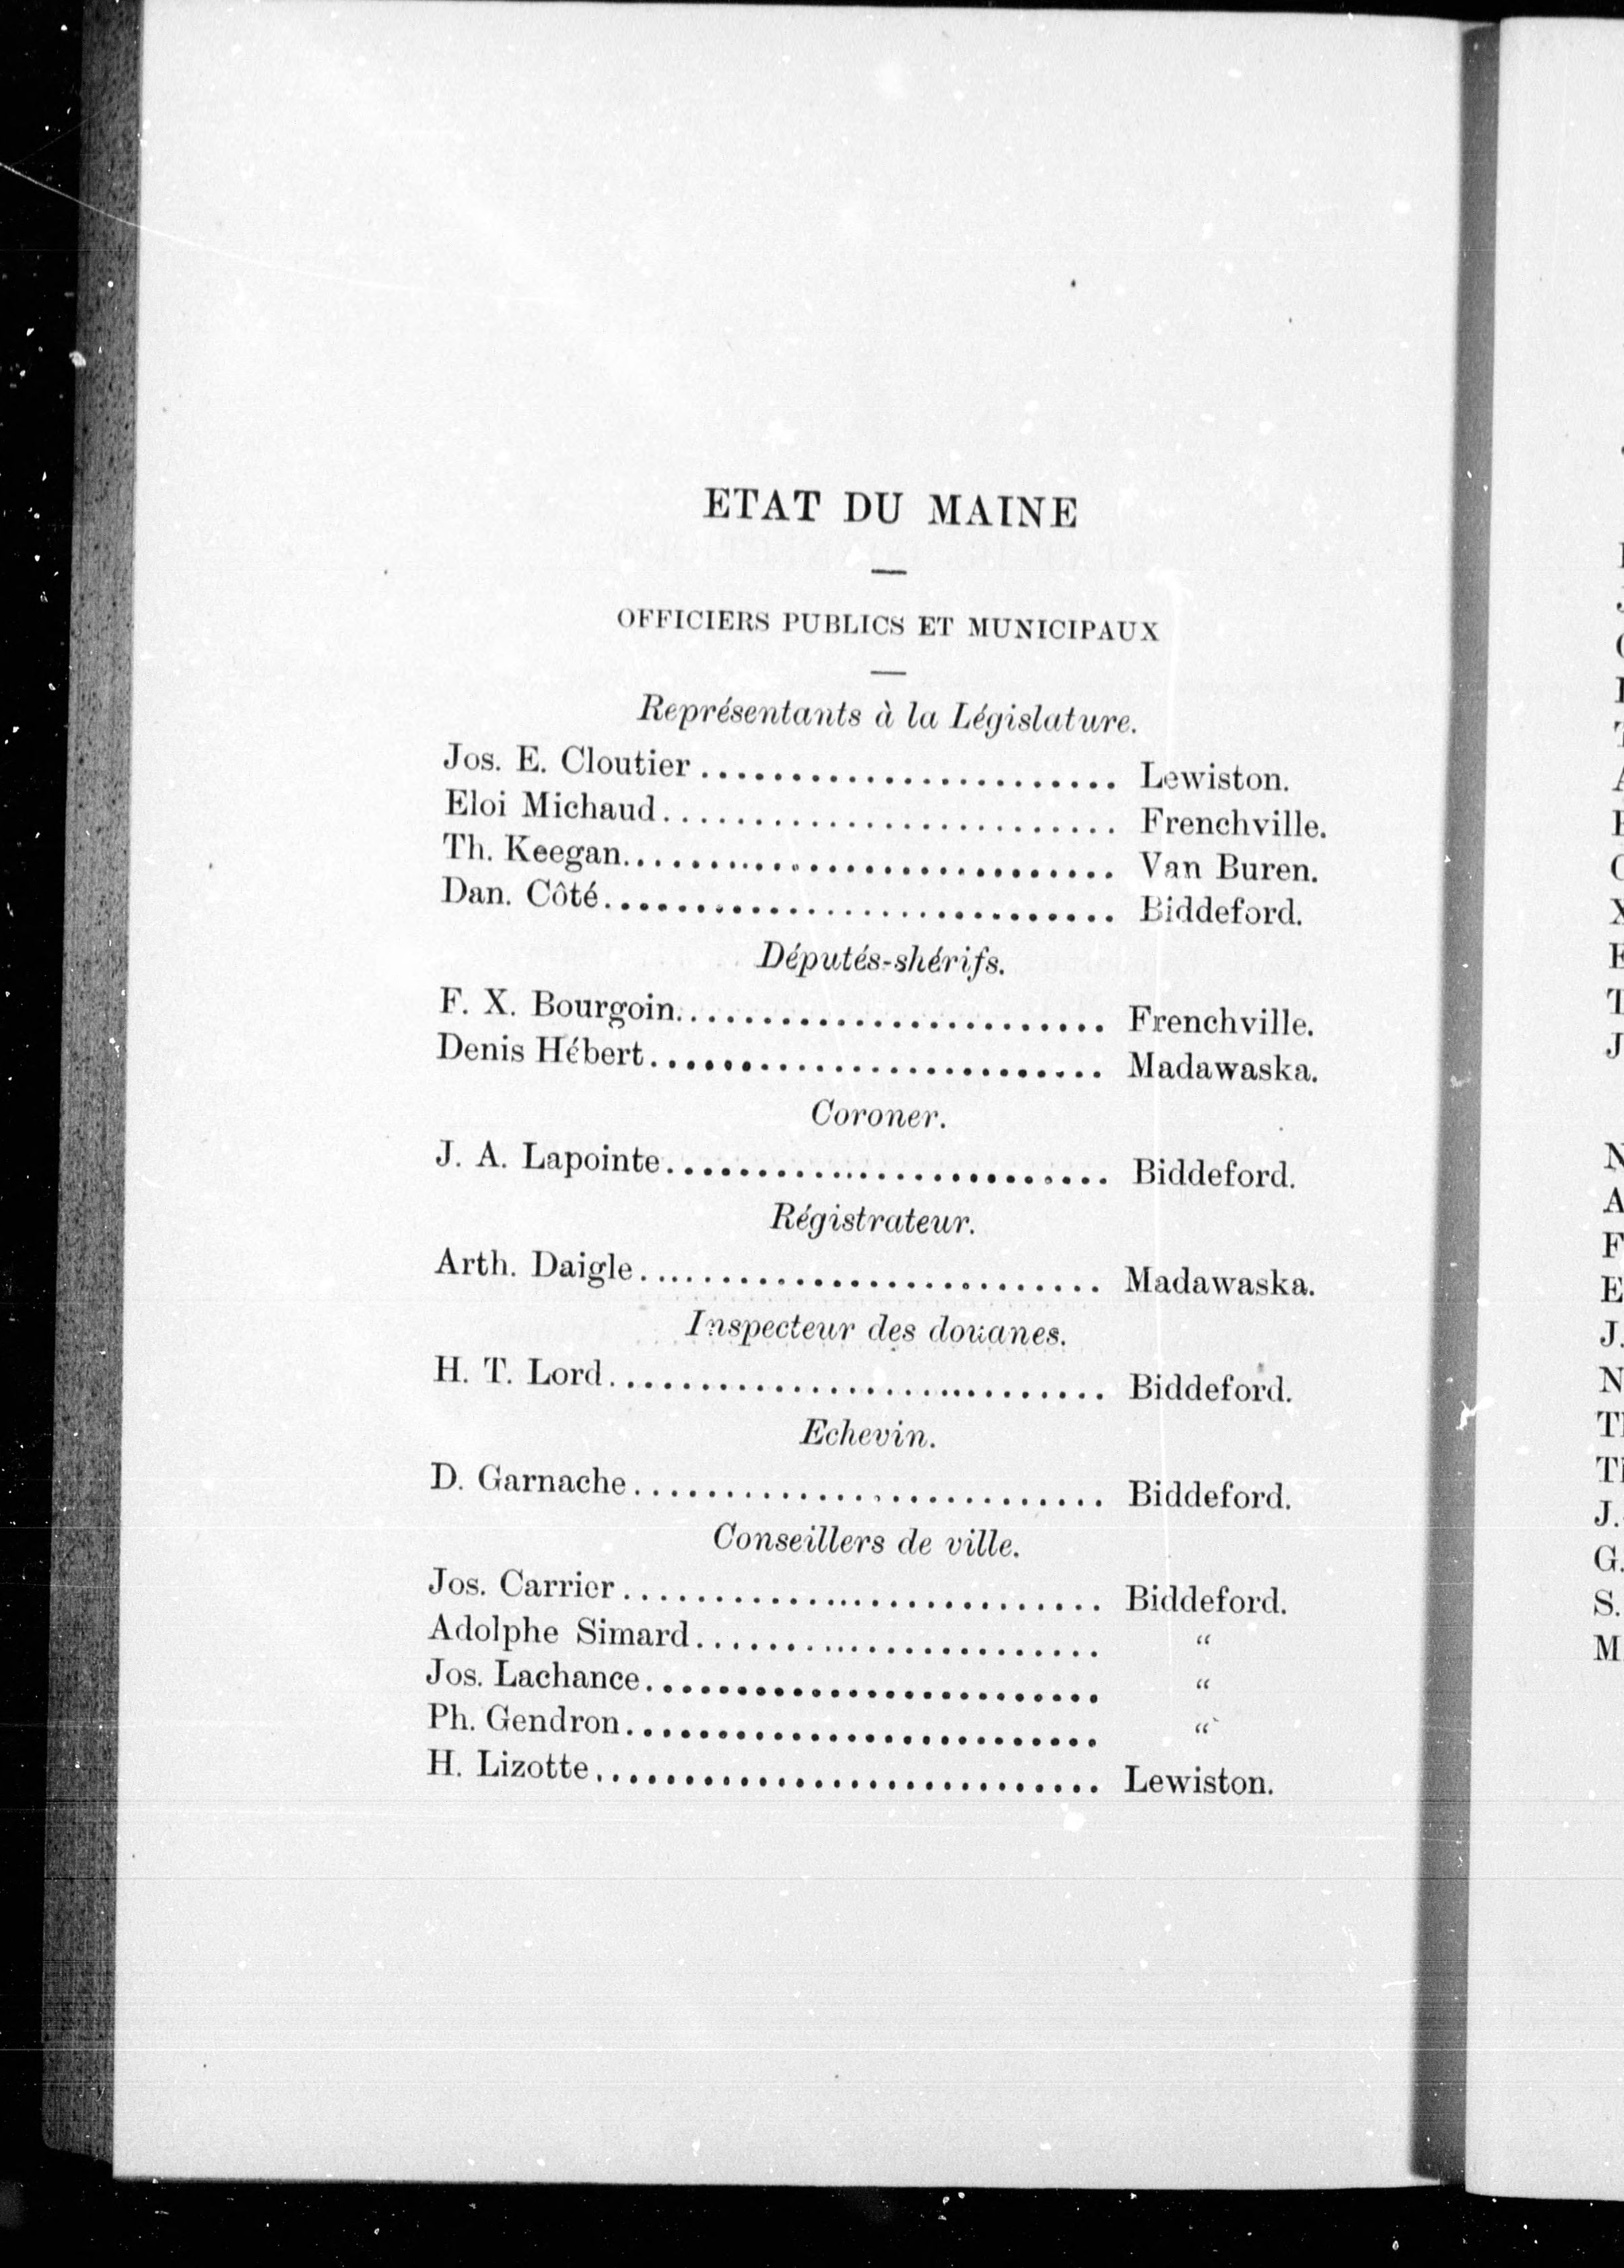 ETAT DU MAINE
OFFICIERS PUBLICS ET MUNICIPAUX
Représentants à la Législature.
Jos. E. Cloutier ........................ Lewiston.
Eloi Michaud......................... Frenchville.
Th. Keegan........................... Van Buren.
Dan. Côté............................ Biddeford.
Députés-shérifs.
F. X. Bourgoin........................ Frenchville.
Denis Hébert......................... Madawaska.
Coroner.
J. A. Lapointe......................... Biddeford.
Régistrateur.
Arth. Daigle.......................... Madawaska.
Inspecteur des douanes.
H. T. Lord............................ Biddeford.
Echevin.
D. Garnache.......................... Biddeford.
Conseillers de ville.
Jos. Carrier........................... Biddeford.
Adolphe Simard....................... “
Jos. Lachance......................... “
Ph. Gendron.......................... “
H. Lizotte............................ Lewiston.